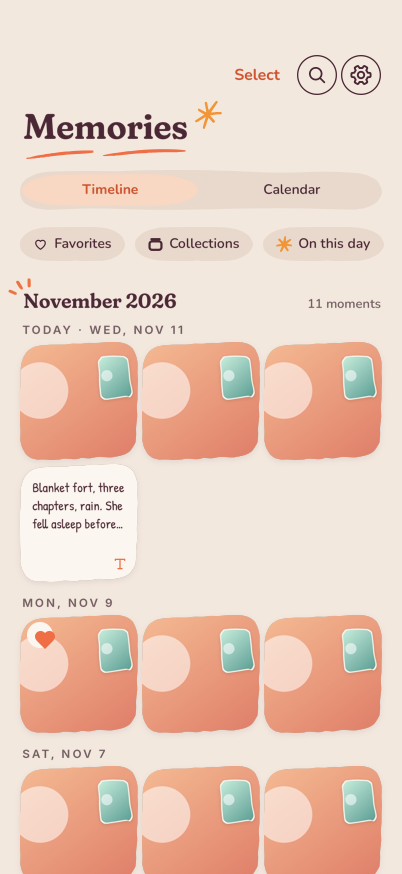 Select
Memories
Timeline
Calendar
Favorites
Collections
On this day
November 2026
11 moments
TODAY · WED, NOV 11
Blanket fort, three
chapters, rain. She
fell asleep before…
T
MON, NOV 9
SAT, NOV 7